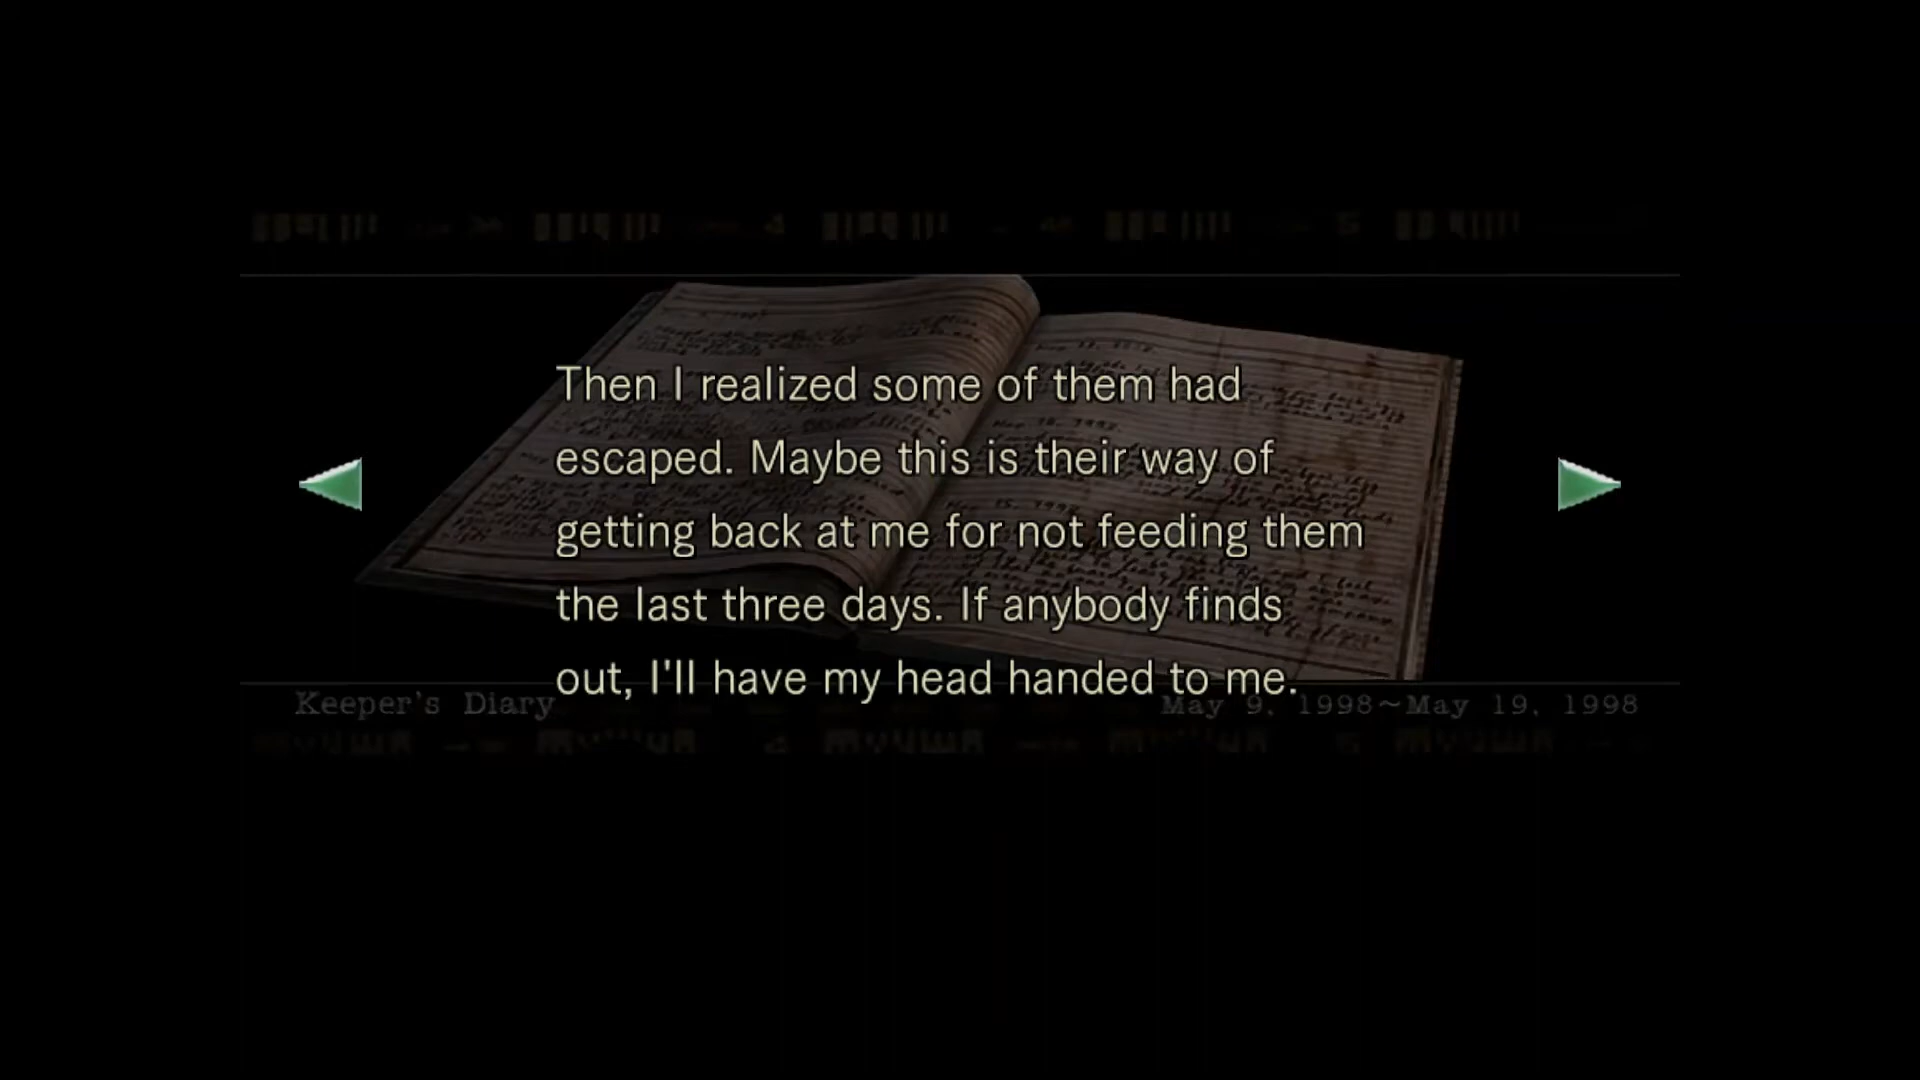 Then I realized some of them had
escaped. Maybe this is their way of
getting back at me for not feeding them
the last three days. If anybody finds
out, I'll have my head handed to me.
Keeper's Diary
May 9, 1998~May 19, 1998